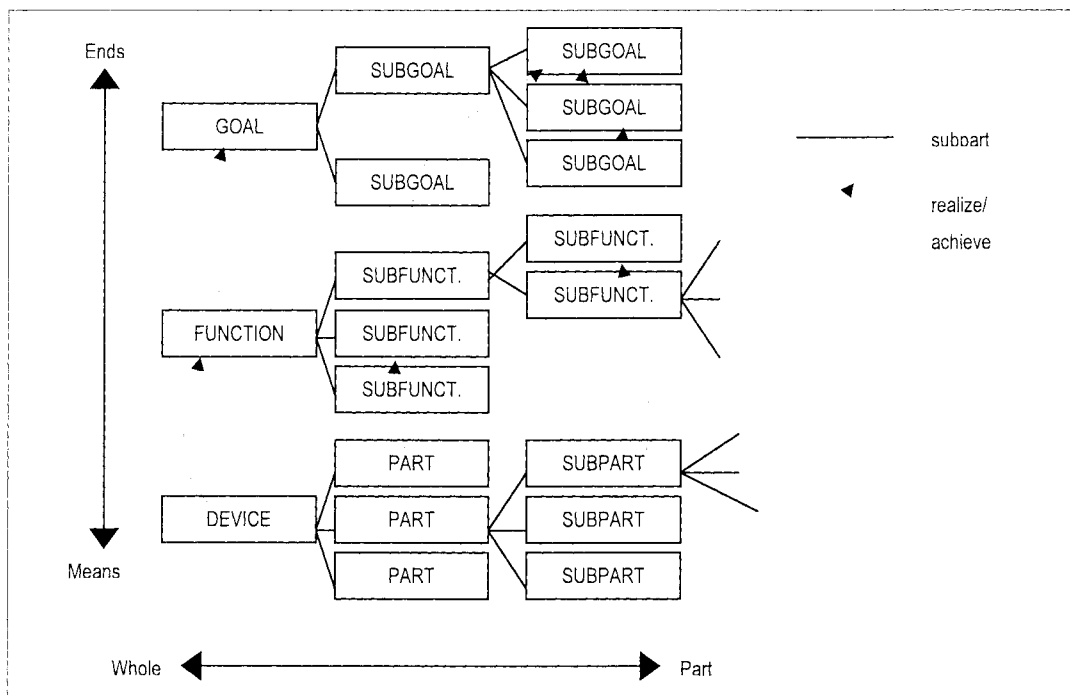 Ends
SUBGOAL
SUBGOAL
SUBGOAL
GOAL
SUBGOAL
SUBGOAL
subpart
realize/
achieve
SUBFUNCT.
SUBFUNCT.
SUBFUNCT.
FUNCTION
SUBFUNCT.
SUBFUNCT.
PART
SUBPART
DEVICE
PART
SUBPART
PART
SUBPART
Means
Whole
Part